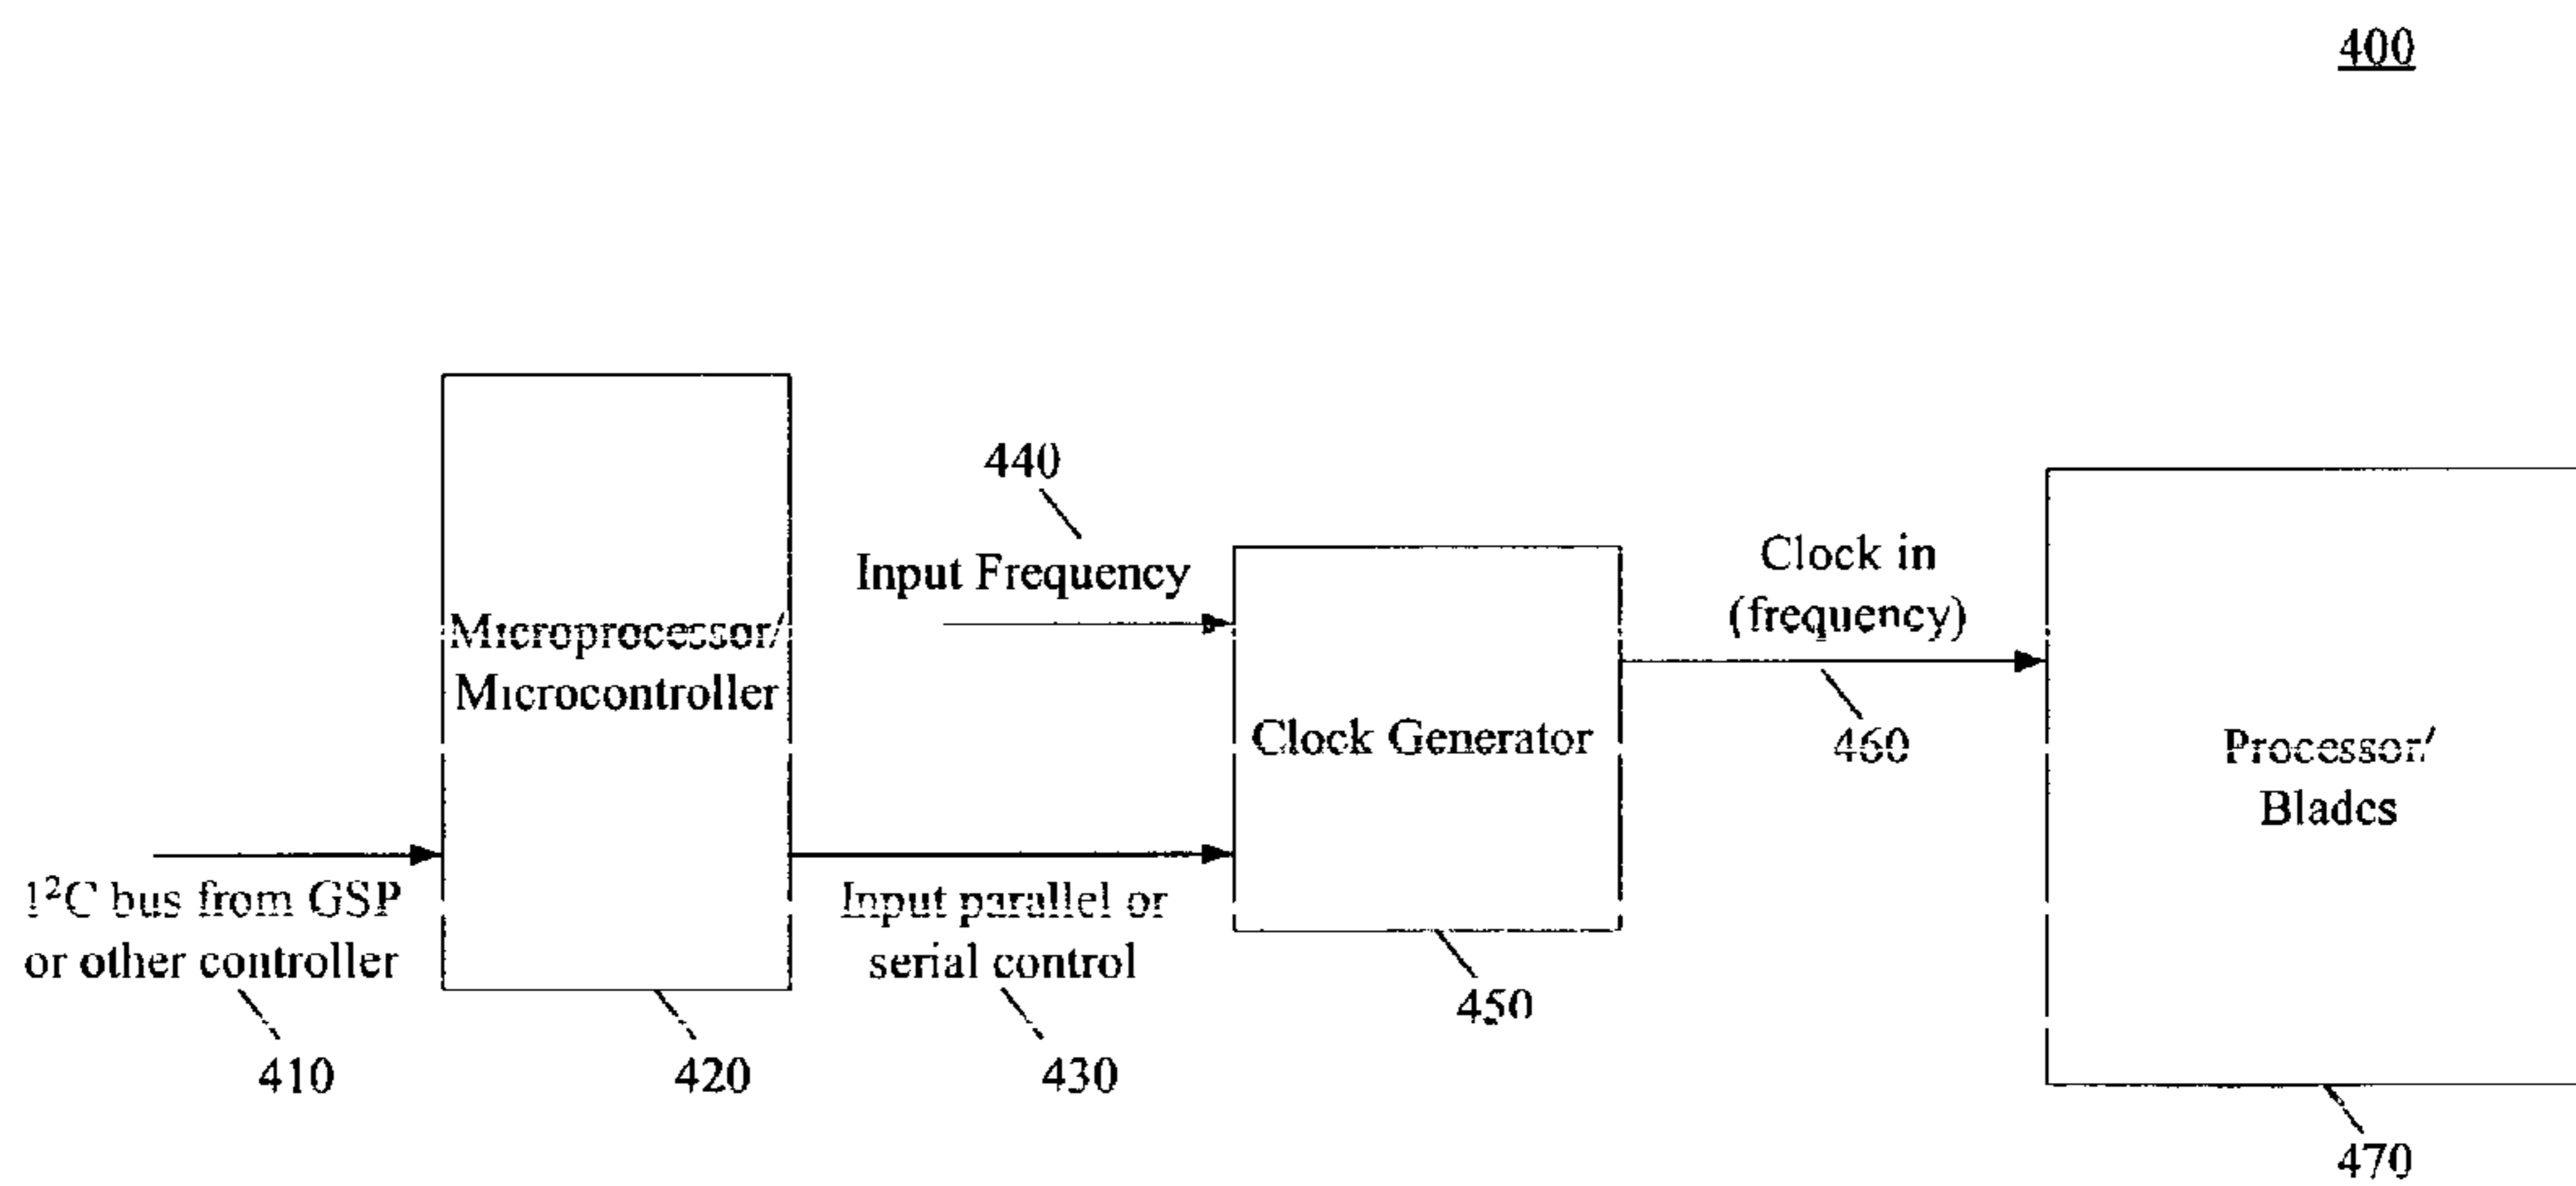 400
440
Input Frequency
Clock in
(frequency)
460
Microprocessor/
Microcontroller
Clock Generator
Processor/
Blades
I²C bus from GSP
or other controller
410
420
Input parallel or
serial control
430
450
470